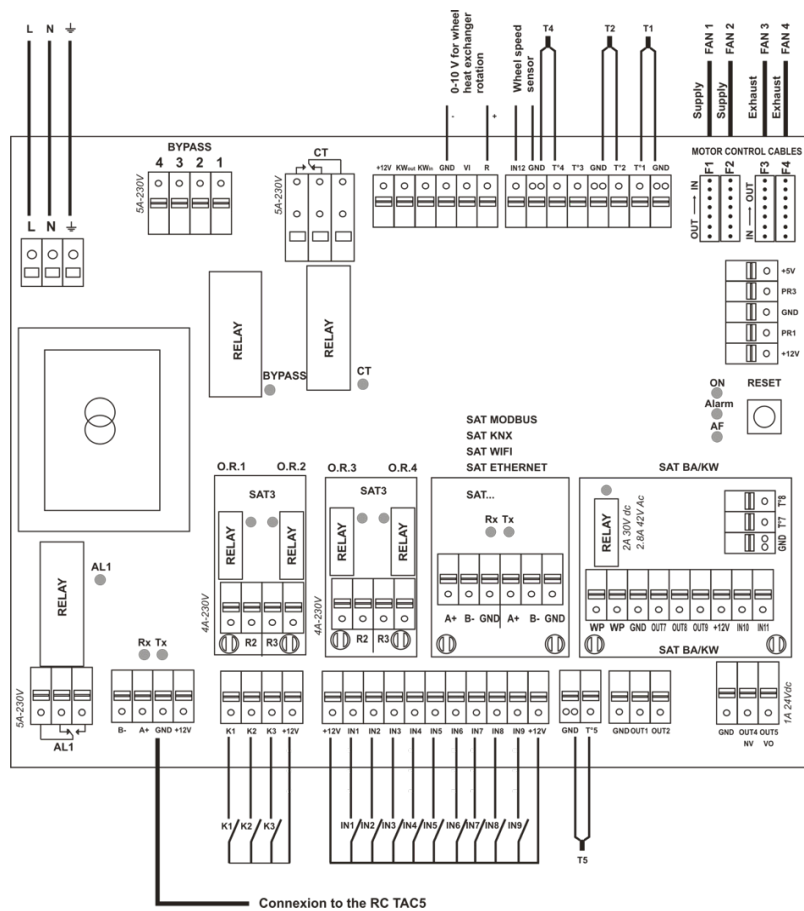 L N ⏚
0-10 V for wheel
heat exchanger
rotation
- +
Wheel speed
sensor
T4 T2 T1
Supply FAN 1
Supply FAN 2
Exhaust FAN 3
Exhaust FAN 4
BYPASS
4 3 2 1
5A-230V
CT
5A-230V
+12V KWout KWin GND VI R
IN12 GND T°4 T°3 GND T°2 T°1 GND
MOTOR CONTROL CABLES
F1 F2 F3 F4
OUT → IN
IN → OUT
L N ⏚
+5V
PR3
GND
PR1
+12V
RELAY
BYPASS
RELAY
CT
ON
Alarm
AF
RESET
SAT MODBUS
SAT KNX
SAT WIFI
SAT ETHERNET
O.R.1 O.R.2
SAT3
RELAY RELAY
4A-230V
R2 R3
O.R.3 O.R.4
SAT3
RELAY RELAY
4A-230V
R2 R3
SAT...
Rx Tx
A+ B- GND A+ B- GND
SAT BA/KW
RELAY
2A 30V dc
2.8A 42V Ac
T°8
T°7
GND
WP WP GND OUT7 OUT8 OUT9 +12V IN10 IN11
SAT BA/KW
RELAY
AL1
Rx Tx
5A-230V
AL1
B- A+ GND +12V
K1 K2 K3 +12V
+12V IN1 IN2 IN3 IN4 IN5 IN6 IN7 IN8 IN9 +12V
GND T°5
GND OUT1 OUT2
GND OUT4 OUT5
NV VO
1A 24Vdc
K1 K2 K3
IN1 IN2 IN3 IN4 IN5 IN6 IN7 IN8 IN9
T5
Connexion to the RC TAC5